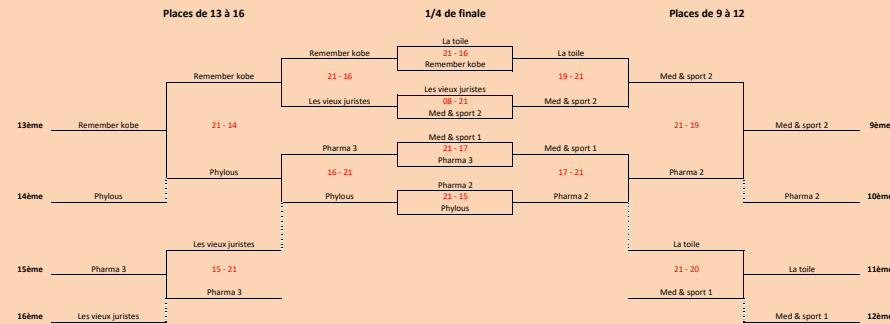 Places de 13 à 16 1/4 de finale Places de 9 à 12
La toile
Remember kobe 21 - 16 La toile
Remember kobe
Remember kobe 21 - 16 19 - 21 Med & sport 2
Les vieux juristes
Les vieux juristes 08 - 21 Med & sport 2
Med & sport 2
13ème Remember kobe 21 - 14 21 - 19 Med & sport 2 9ème
Med & sport 1
Pharma 3 21 - 17 Med & sport 1
Pharma 3
Phylous 16 - 21 17 - 21 Pharma 2
Pharma 2
14ème Phylous Phylous 21 - 15 Pharma 2 Pharma 2 10ème
Phylous
Les vieux juristes La toile
15ème Pharma 3 15 - 21 21 - 20 La toile 11ème
Pharma 3 Med & sport 1
16ème Les vieux juristes Med & sport 1 12ème